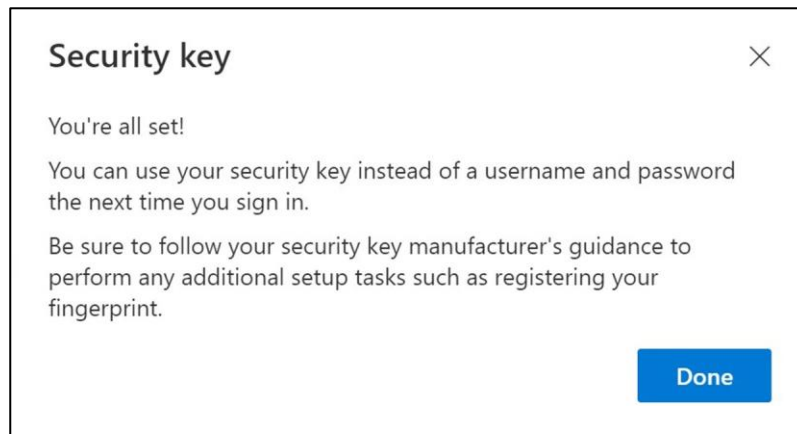 Security key
You're all set!
You can use your security key instead of a username and password
the next time you sign in.
Be sure to follow your security key manufacturer's guidance to
perform any additional setup tasks such as registering your
fingerprint.
Done